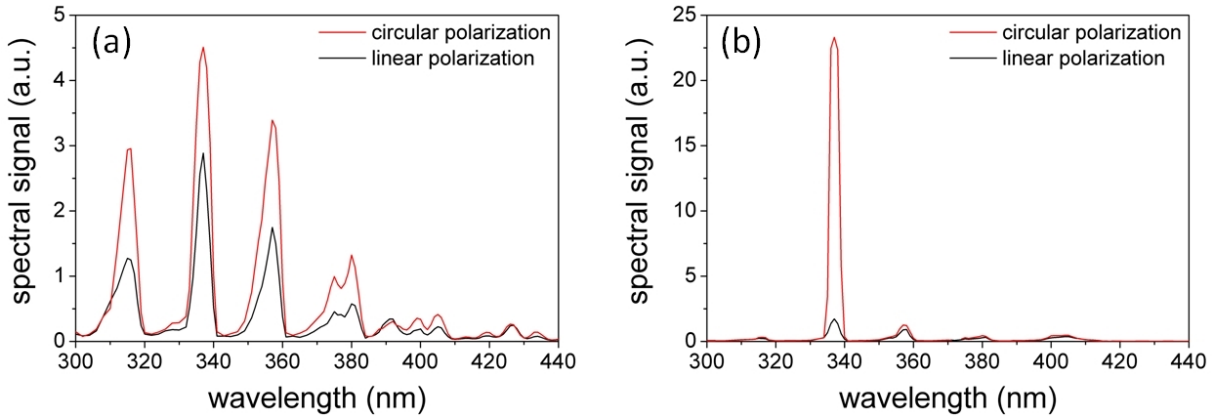 (a)
circular polarization
linear polarization
spectral signal (a.u.)
5
4
3
2
1
0
300 320 340 360 380 400 420 440
wavelength (nm)
(b)
circular polarization
linear polarization
spectral signal (a.u.)
25
20
15
10
5
0
300 320 340 360 380 400 420 440
wavelength (nm)